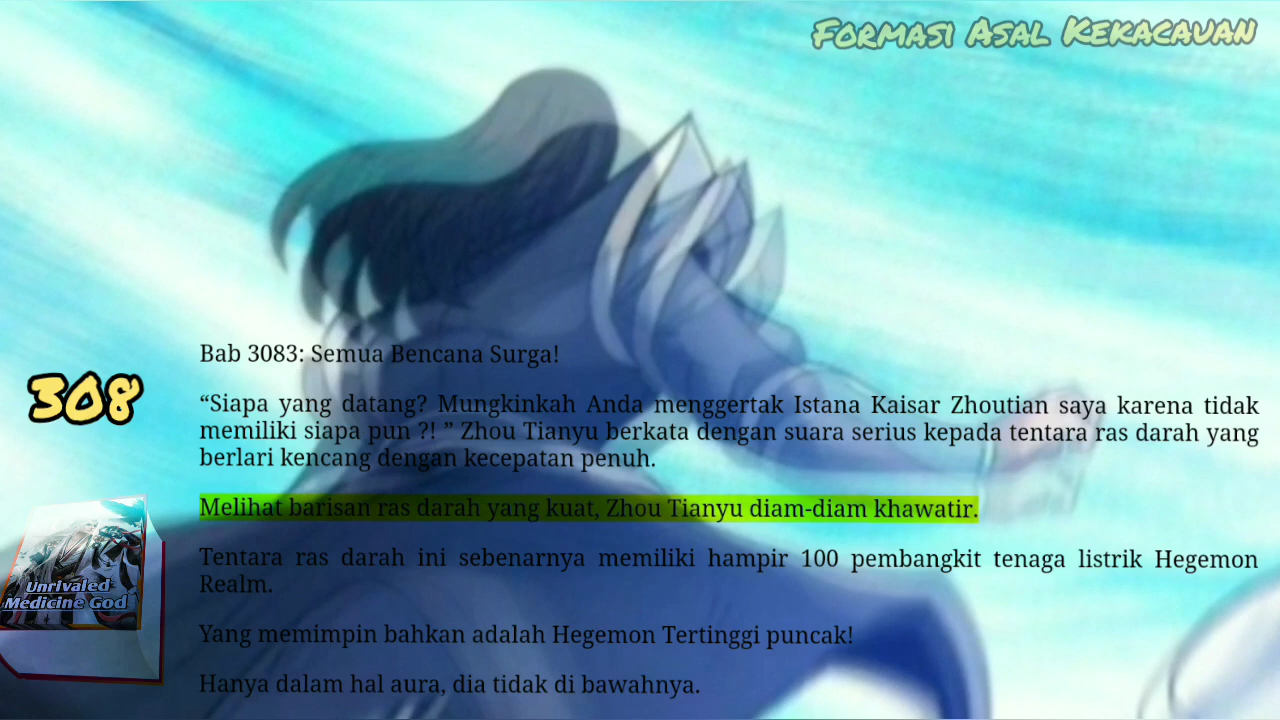 Formasi Asal Kekacauan
Bab 3083: Semua Bencana Surga!
308
“Siapa yang datang? Mungkinkah Anda menggertak Istana Kaisar Zhoutian saya karena tidak
memiliki siapa pun ?! ” Zhou Tianyu berkata dengan suara serius kepada tentara ras darah yang
berlari kencang dengan kecepatan penuh.
Melihat barisan ras darah yang kuat, Zhou Tianyu diam-diam khawatir.
Tentara ras darah ini sebenarnya memiliki hampir 100 pembangkit tenaga listrik Hegemon
Realm.
Unrivaled
Medicine God
Yang memimpin bahkan adalah Hegemon Tertinggi puncak!
Hanya dalam hal aura, dia tidak di bawahnya.